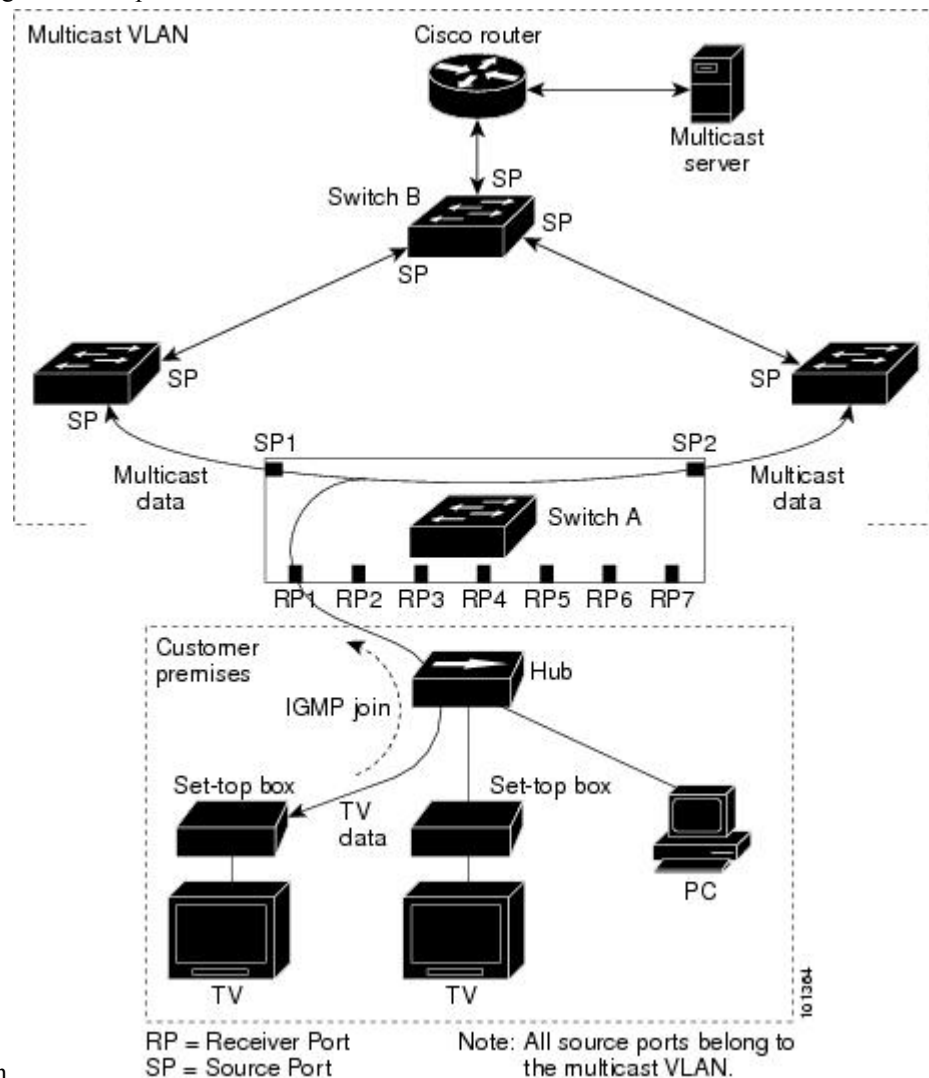 Multicast VLAN
Cisco router
Multicast
server
SP
Switch B
SP
SP
SP
SP
SP
SP1
SP2
Multicast
data
Multicast
data
Switch A
RP1 RP2 RP3 RP4 RP5 RP6 RP7
Customer
premises
Hub
IGMP join
Set-top box
Set-top box
TV
data
PC
TV
TV
101364
RP = Receiver Port
SP = Source Port
Note: All source ports belong to
the multicast VLAN.